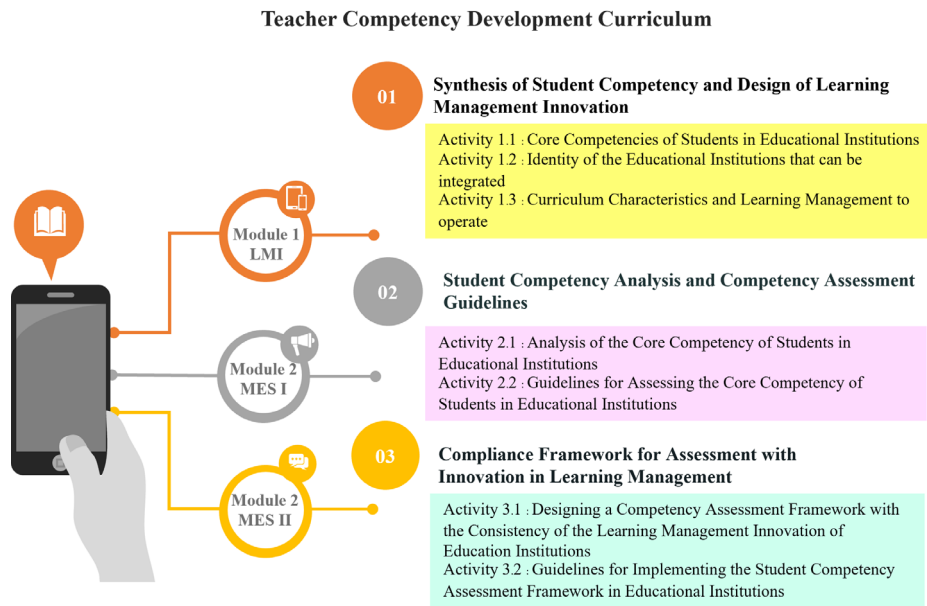 Teacher Competency Development Curriculum
01
Synthesis of Student Competency and Design of Learning
Management Innovation
Activity 1.1 : Core Competencies of Students in Educational Institutions
Activity 1.2 : Identity of the Educational Institutions that can be
integrated
Activity 1.3 : Curriculum Characteristics and Learning Management to
operate
Module 1
LMI
02
Student Competency Analysis and Competency Assessment
Guidelines
Activity 2.1 : Analysis of the Core Competency of Students in
Educational Institutions
Activity 2.2 : Guidelines for Assessing the Core Competency of
Students in Educational Institutions
Module 2
MES I
03
Compliance Framework for Assessment with
Innovation in Learning Management
Activity 3.1 : Designing a Competency Assessment Framework with
the Consistency of the Learning Management Innovation of
Education Institutions
Activity 3.2 : Guidelines for Implementing the Student Competency
Assessment Framework in Educational Institutions
Module 2
MES II